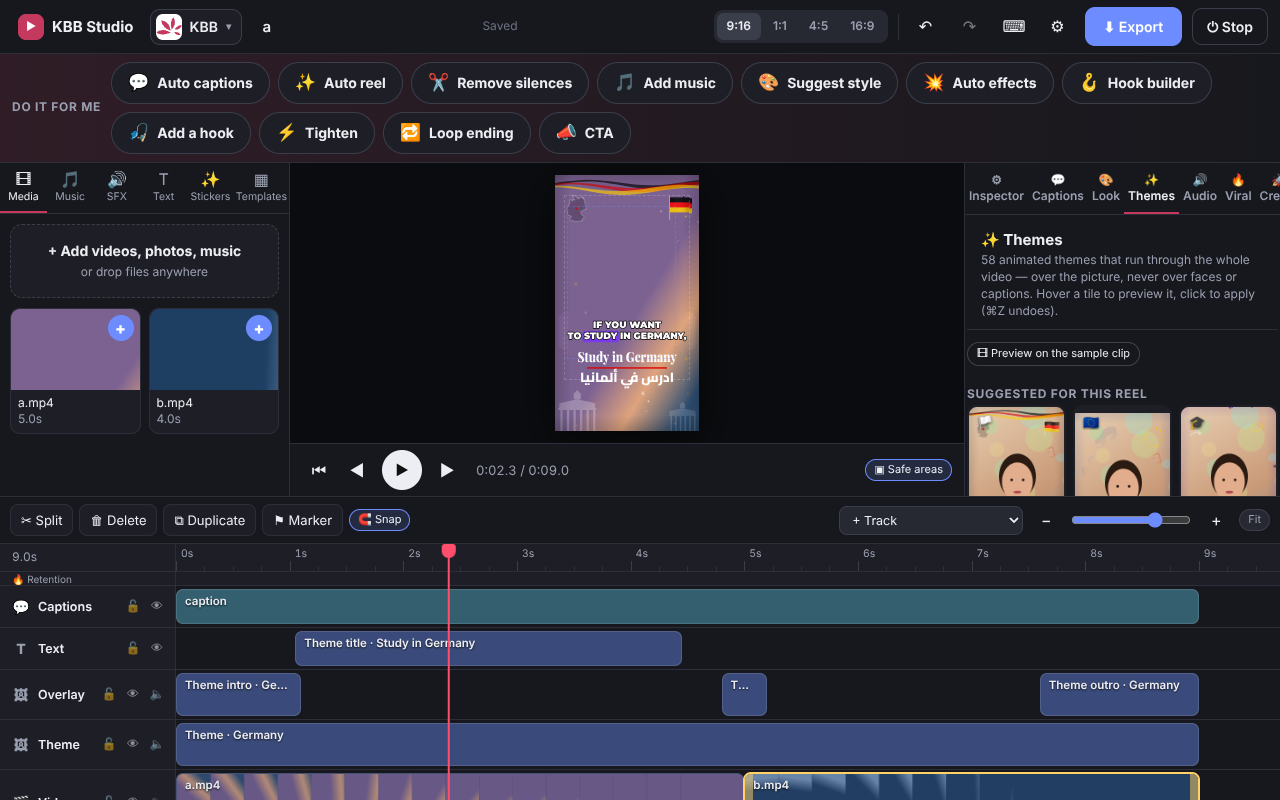 KBB Studio
KBB
a
Saved
9:16
1:1
4:5
16:9
Export
Stop
DO IT FOR ME
Auto captions
Auto reel
Remove silences
Add music
Suggest style
Auto effects
Hook builder
Add a hook
Tighten
Loop ending
CTA
Media
Music
SFX
Text
Stickers
Templates
+ Add videos, photos, music
or drop files anywhere
a.mp4
5.0s
b.mp4
4.0s
IF YOU WANT
TO STUDY IN GERMANY,
Study in Germany
ادرس في ألمانيا
0:02.3 / 0:09.0
Safe areas
Inspector
Captions
Look
Themes
Audio
Viral
Themes
58 animated themes that run through the whole
video — over the picture, never over faces or
captions. Hover a tile to preview it, click to apply
(⌘Z undoes).
Preview on the sample clip
SUGGESTED FOR THIS REEL
Split
Delete
Duplicate
Marker
Snap
+ Track
Fit
9.0s
0s
1s
2s
3s
4s
5s
6s
7s
8s
9s
Retention
Captions
caption
Text
Theme title · Study in Germany
Overlay
Theme intro · Ge...
T...
Theme outro · Germany
Theme
Theme · Germany
a.mp4
b.mp4